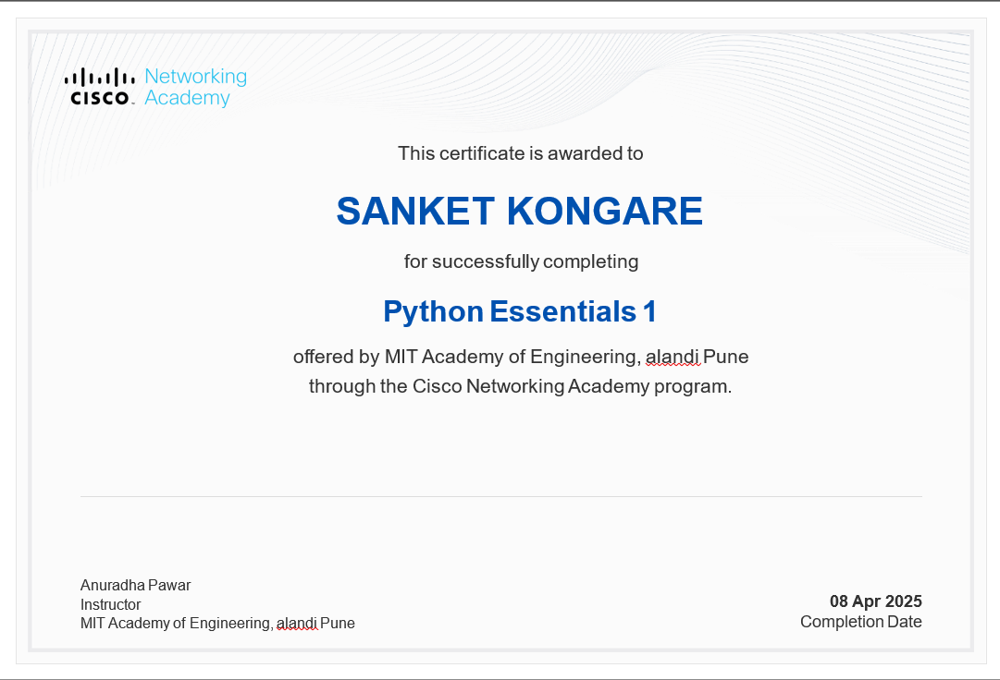 CISCO™ Networking
Academy
This certificate is awarded to
SANKET KONGARE
for successfully completing
Python Essentials 1
offered by MIT Academy of Engineering, alandi Pune
through the Cisco Networking Academy program.
Anuradha Pawar
Instructor
MIT Academy of Engineering, alandi Pune
08 Apr 2025
Completion Date